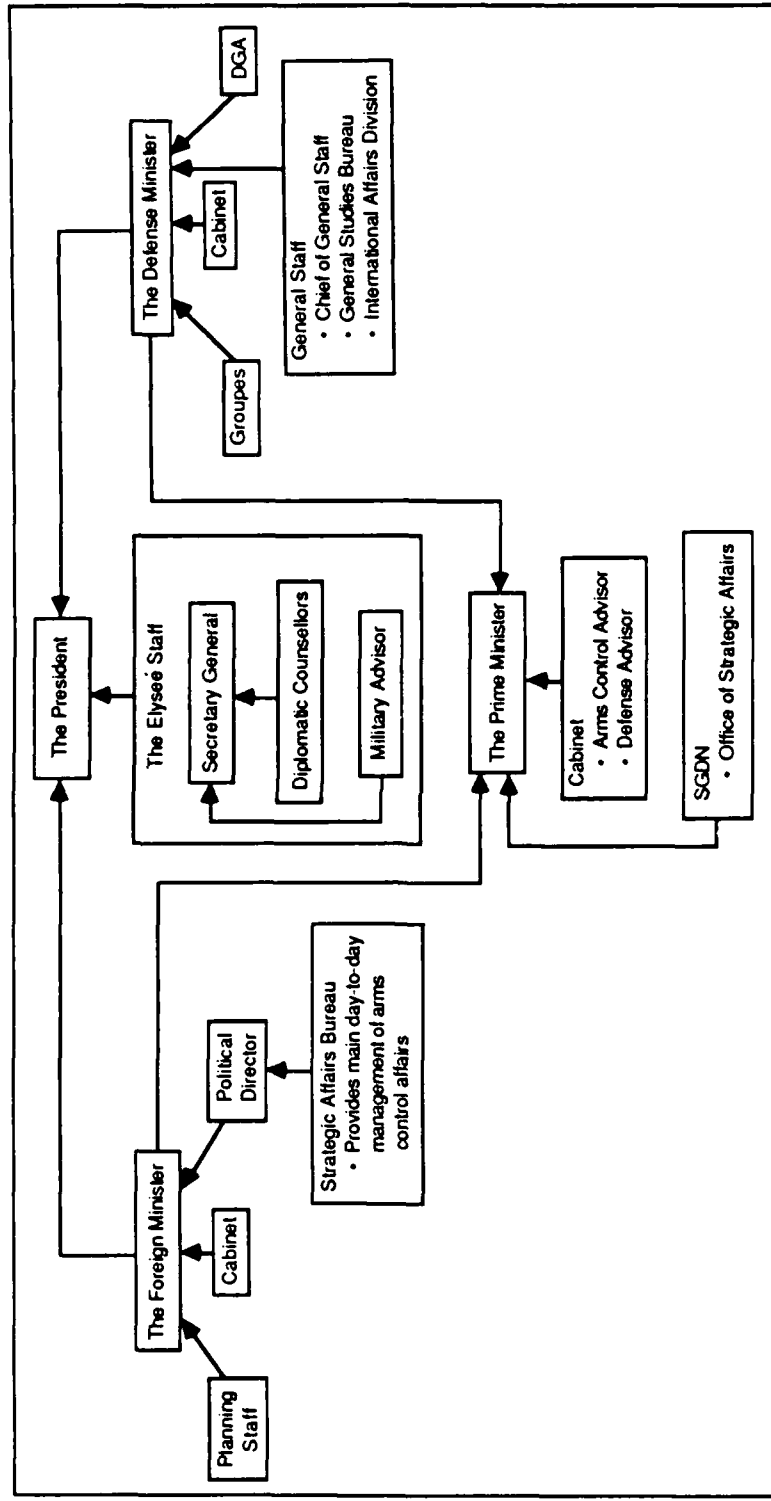 The President
The Foreign Minister
Planning
Staff
Cabinet
Political
Director
Strategic Affairs Bureau
• Provides main day-to-day
management of arms
control affairs
The Elyseé Staff
Secretary General
Diplomatic Counsellors
Military Advisor
The Defense Minister
Groupes
Cabinet
DGA
General Staff
• Chief of General Staff
• General Studies Bureau
• International Affairs Division
The Prime Minister
Cabinet
• Arms Control Advisor
• Defense Advisor
SGDN
• Office of Strategic Affairs